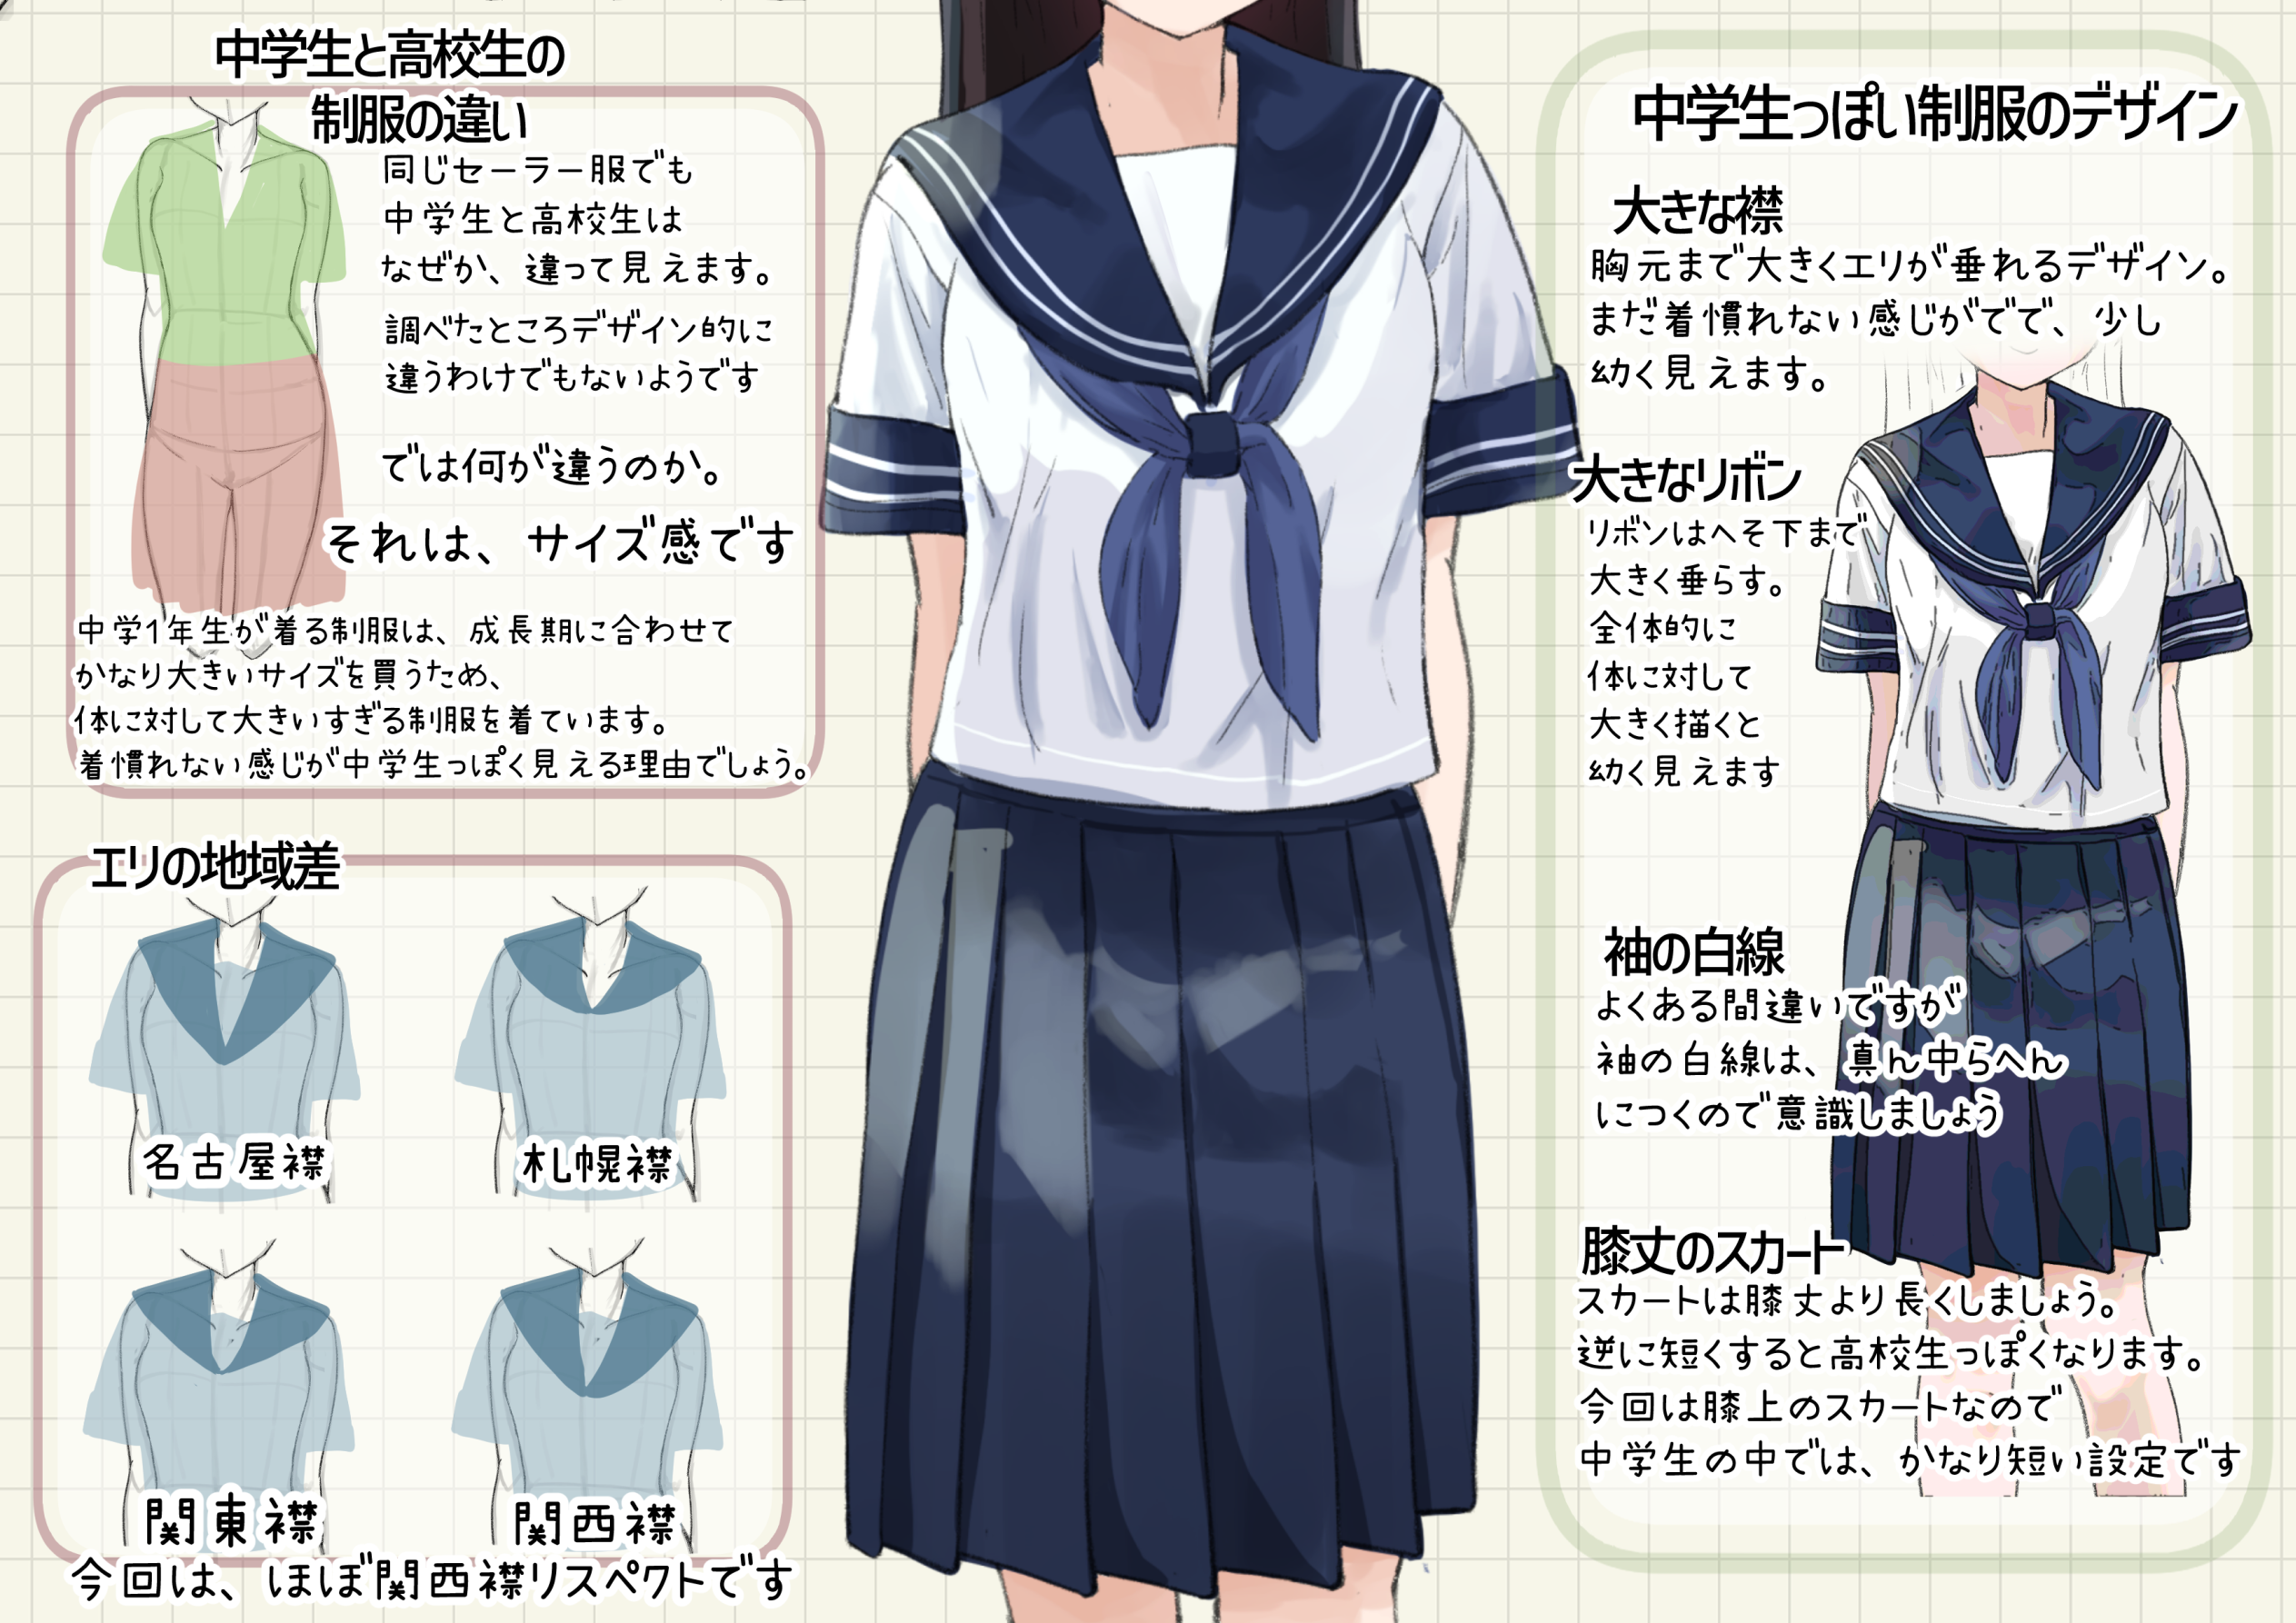 中学生と高校生の
制服の違い
同じセーラー服でも
中学生と高校生は
なぜか、違って見えます。
調べたところデザイン的に
違うわけでもないようです
では何が違うのか。
それは、サイズ感です
中学1年生が着る制服は、成長期に合わせて
かなり大きいサイズを買うため、
体に対して大きいすぎる制服を着ています。
着慣れない感じが中学生っぽく見える理由でしょう。
エリの地域差
名古屋襟
札幌襟
関東襟
関西襟
今回は、ほぼ関西襟リスペクトです
中学生っぽい制服のデザイン
大きな襟
胸元まで大きくエリが垂れるデザイン。
まだ着慣れない感じがでで、少し
幼く見えます。
大きなリボン
リボンはへそ下まで
大きく垂らす。
全体的に
体に対して
大きく描くと
幼く見えます
袖の白線
よくある間違いですが
袖の白線は、真ん中らへん
につくので意識しましょう
膝丈のスカート
スカートは膝丈より長くしましょう。
逆に短くすると高校生っぽくなります。
今回は膝上のスカートなので
中学生の中では、かなり短い設定です